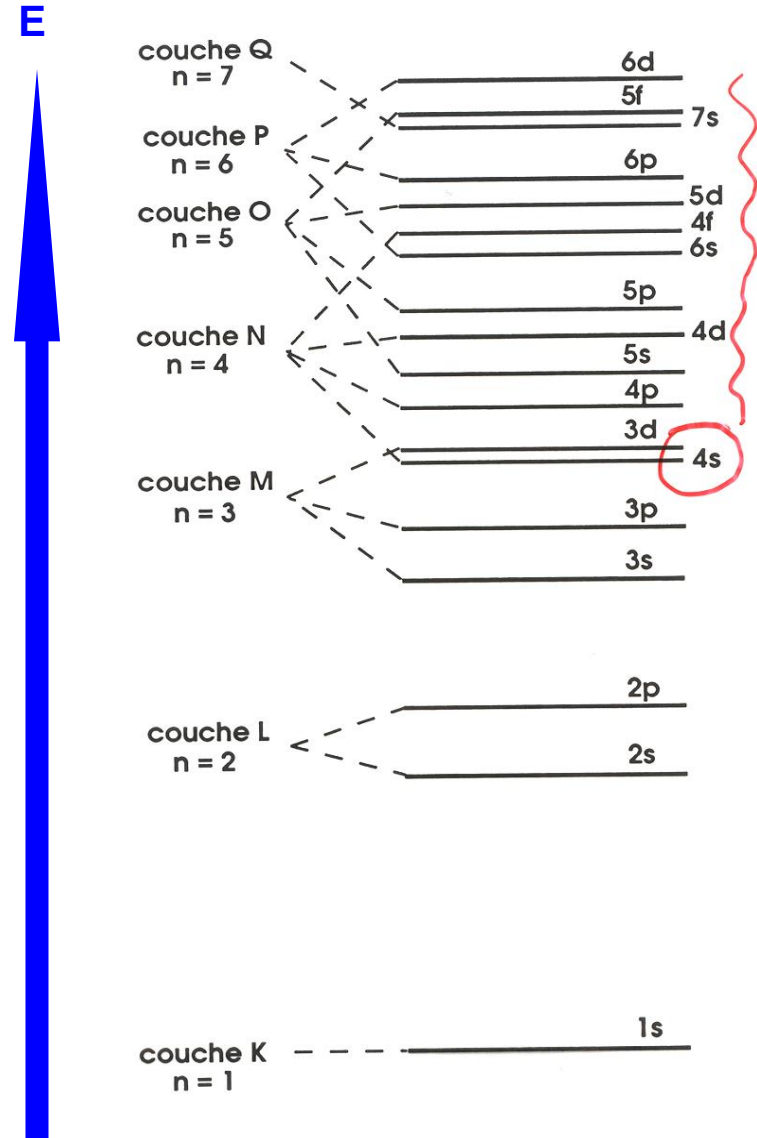 E
couche Q
n = 7
6d
5f
7s
couche P
n = 6
6p
5d
couche O
n = 5
4f
6s
5p
4d
couche N
n = 4
5s
4p
3d
4s
couche M
n = 3
3p
3s
2p
couche L
n = 2
2s
1s
couche K
n = 1